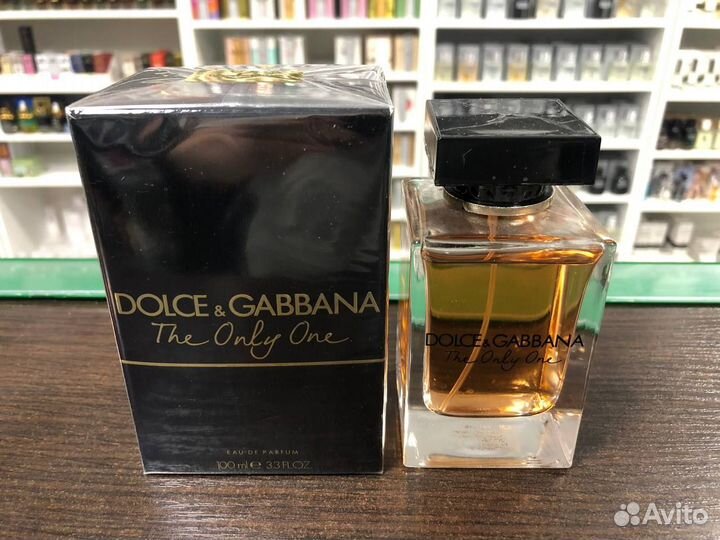 DOLCE & GABBANA
The Only One
EAU DE PARFUM
100 ml e 3.3 FL.OZ.
DOLCE & GABBANA
The Only One
Avito